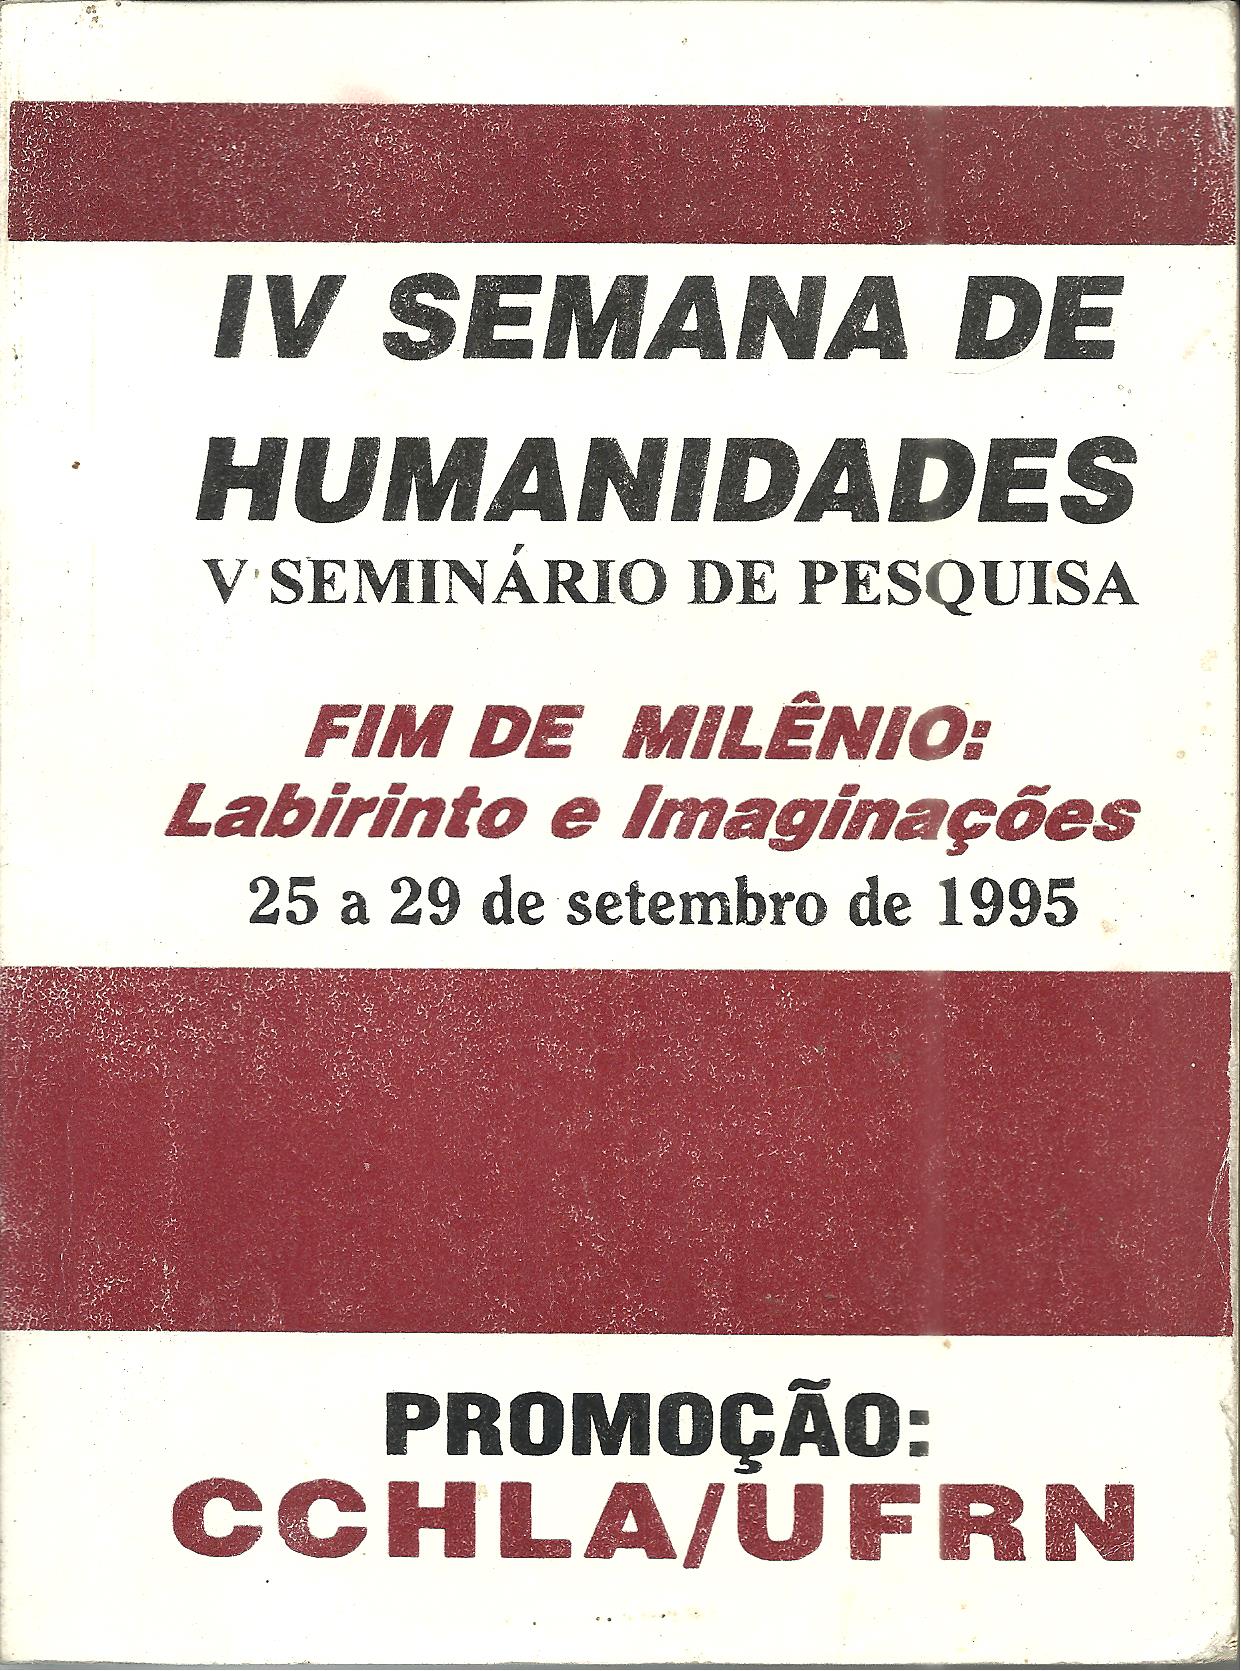 IV SEMANA DE
HUMANIDADES
V SEMINÁRIO DE PESQUISA
FIM DE MILÊNIO:
Labirinto e Imaginações
25 a 29 de setembro de 1995
PROMOÇÃO:
CCHLA/UFRN